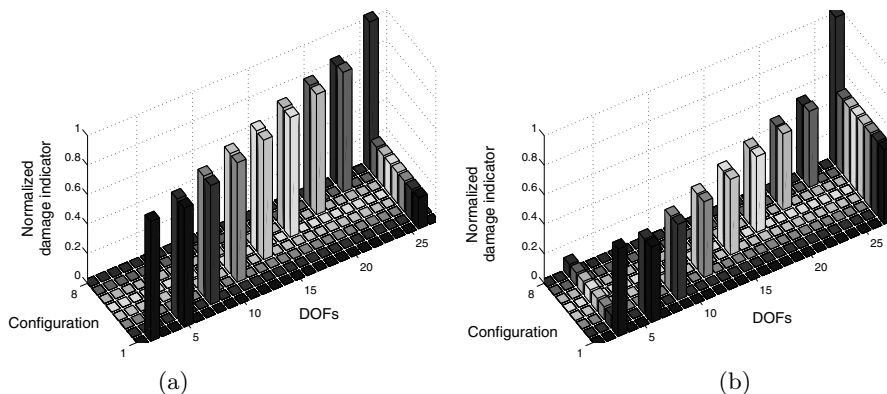 1
0.8
0.6
0.4
0.2
0
Normalized
damage indicator
8
Configuration
1
5
10
15
20
25
DOFs
(a)
1
0.8
0.6
0.4
0.2
0
Normalized
damage indicator
8
Configuration
1
5
10
15
20
25
DOFs
(b)